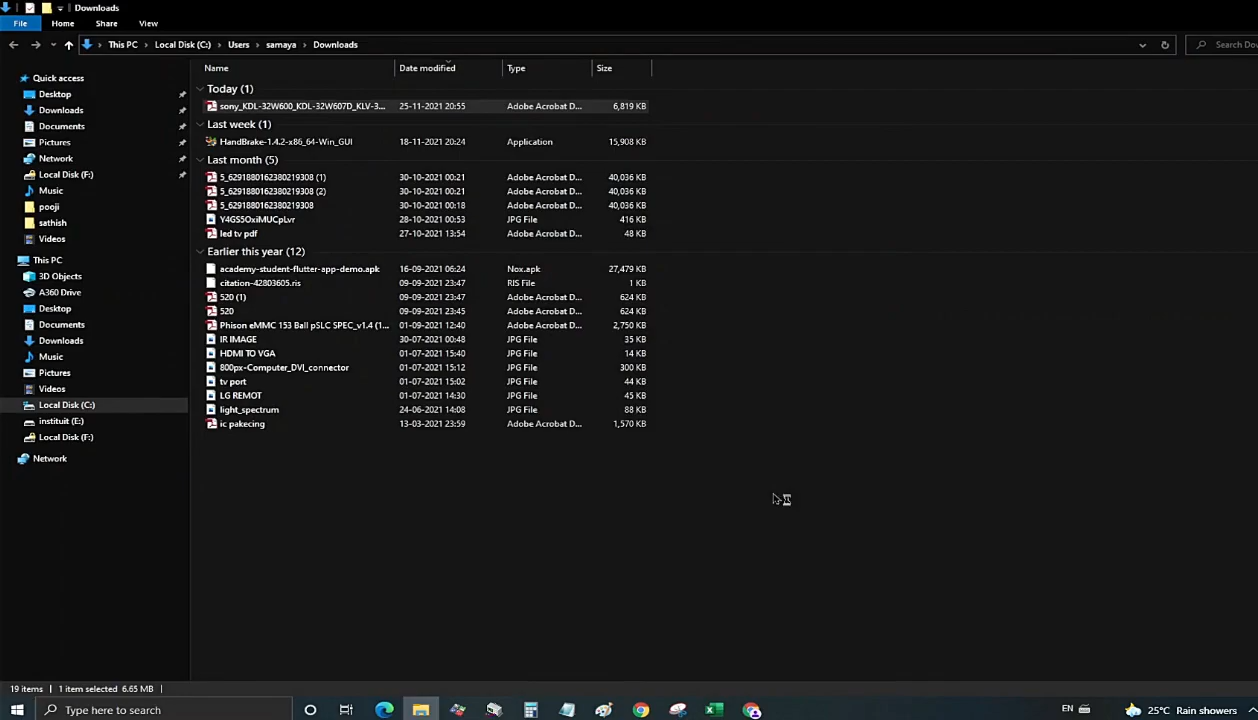 Downloads
File Home Share View
This PC Local Disk (C:) Users samaya Downloads Search Dov
Name Date modified Type Size
Quick access
Desktop
Downloads
Documents
Pictures
Network
Local Disk (F:)
Music
pooji
sathish
Videos
This PC
3D Objects
A360 Drive
Desktop
Documents
Downloads
Music
Pictures
Videos
Local Disk (C:)
instituit (E:)
Local Disk (F:)
Network
Today (1)
sony_KDL-32W600_KDL-32W607D_KLV-3... 25-11-2021 20:55 Adobe Acrobat D... 6,819 KB
Last week (1)
HandBrake-1.4.2-x86_64-Win_GUI 18-11-2021 20:24 Application 15,908 KB
Last month (5)
5_6291880162380219308 (1) 30-10-2021 00:21 Adobe Acrobat D... 40,036 KB
5_6291880162380219308 (2) 30-10-2021 00:21 Adobe Acrobat D... 40,036 KB
5_6291880162380219308 30-10-2021 00:18 Adobe Acrobat D... 40,036 KB
Y4GS5OxiMUCpLvr 28-10-2021 00:53 JPG File 416 KB
led tv pdf 27-10-2021 13:54 Adobe Acrobat D... 48 KB
Earlier this year (12)
academy-student-flutter-app-demo.apk 16-09-2021 06:24 Nox.apk 27,479 KB
citation-42803605.ris 09-09-2021 23:47 RIS File 1 KB
520 (1) 09-09-2021 23:47 Adobe Acrobat D... 624 KB
520 09-09-2021 23:45 Adobe Acrobat D... 624 KB
Phison eMMC 153 Ball pSLC SPEC_v1.4 (1... 01-09-2021 12:40 Adobe Acrobat D... 2,750 KB
IR IMAGE 30-07-2021 00:48 JPG File 35 KB
HDMI TO VGA 01-07-2021 15:40 JPG File 14 KB
800px-Computer_DVI_connector 01-07-2021 15:12 JPG File 300 KB
tv port 01-07-2021 15:02 JPG File 44 KB
LG REMOT 01-07-2021 14:30 JPG File 45 KB
light_spectrum 24-06-2021 14:08 JPG File 88 KB
ic pakecing 13-03-2021 23:59 Adobe Acrobat D... 1,570 KB
19 items 1 item selected 6.65 MB
Type here to search EN 25°C Rain showers